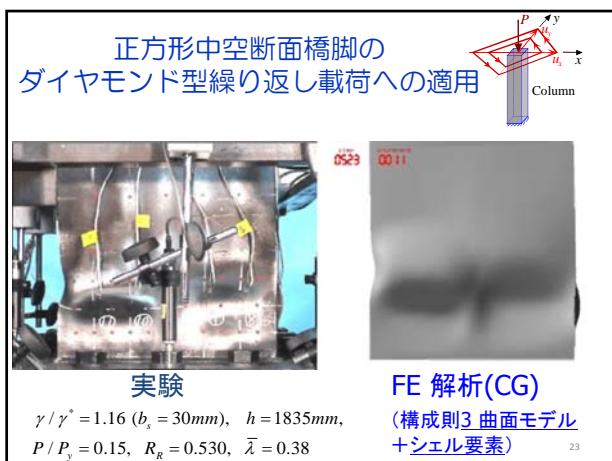 正方形中空断面橋脚の
ダイヤモンド型繰り返し載荷への適用
P
y
u_y
u_x
x
Column
0523 0011
実験
γ / γ* = 1.16 (b_s = 30mm), h = 1835mm,
P / P_y = 0.15, R_R = 0.530, λ̄ = 0.38
FE 解析(CG)
(構成則3 曲面モデル
+シェル要素)
23